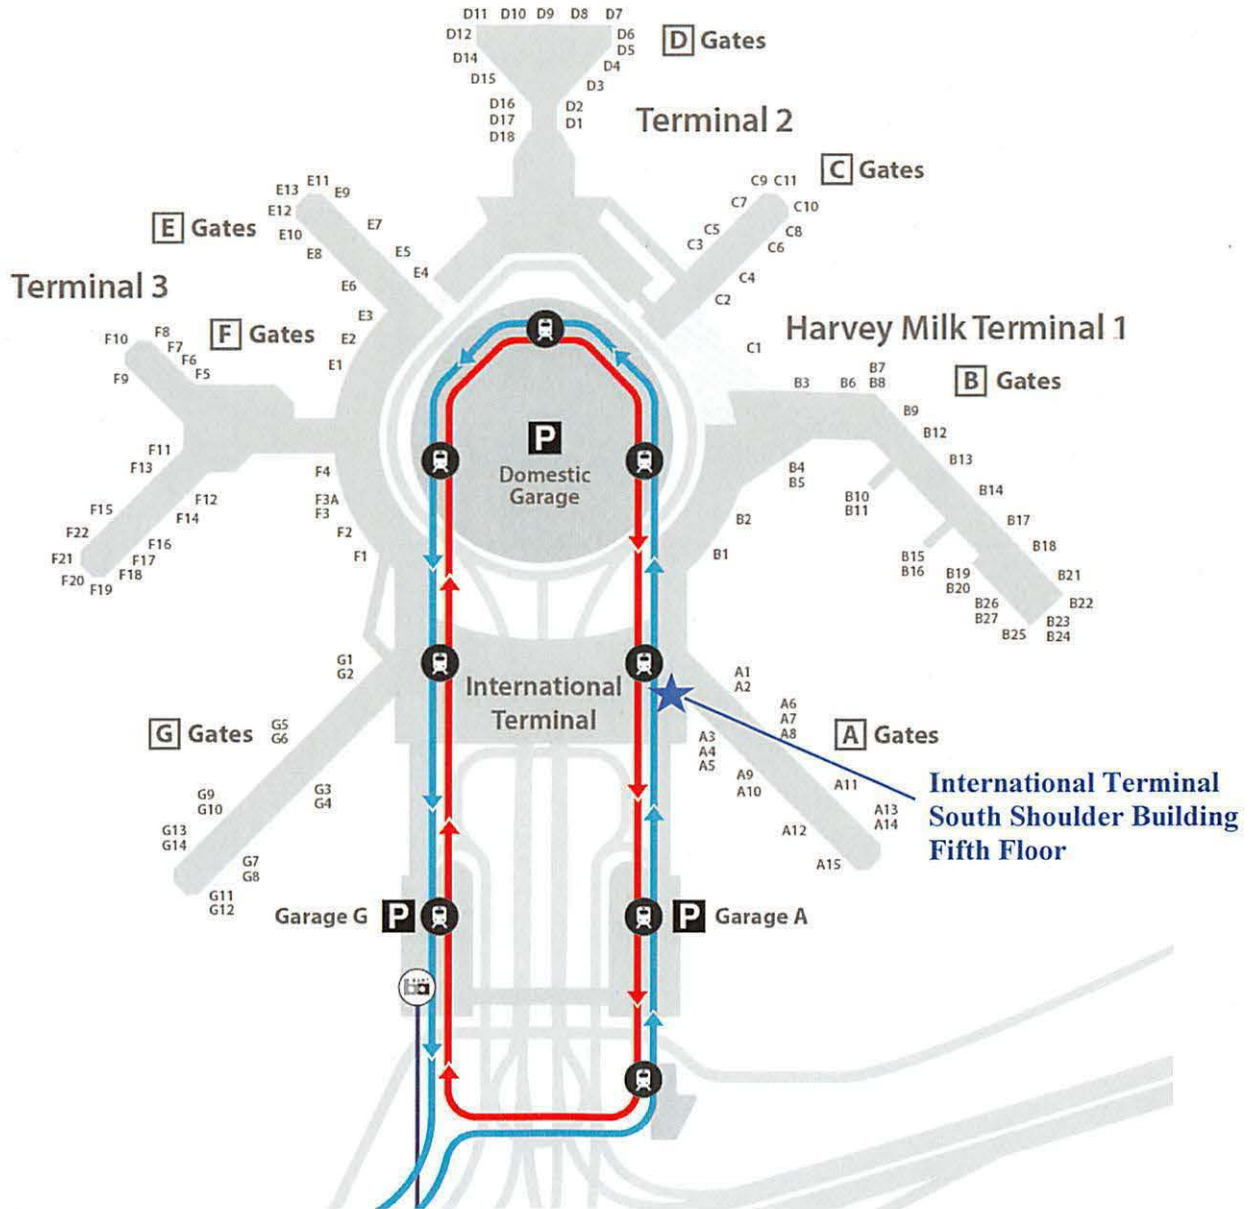 D11 D10 D9 D8 D7
D12
D6
D5
D Gates
D14
D4
D15
D3
D16
D17
D18
D2
D1
Terminal 2
C Gates
C9 C11
C7
C10
C5
C8
C3
C6
C4
C2
C1
E13
E11
E9
E12
E Gates
E10
E7
E8
E5
E4
E6
E3
E2
E1
Terminal 3
F10
F8
F7
F6
F5
F Gates
F9
F11
F13
F4
F12
F3A
F3
F15
F14
F22
F2
F16
F21
F17
F1
F20
F18
F19
Harvey Milk Terminal 1
B3
B6
B7
B8
B Gates
B9
B12
B13
B4
B5
B14
B10
B11
B2
B17
B18
B1
B15
B16
B19
B20
B21
B22
B26
B27
B23
B24
B25
P
Domestic
Garage
International
Terminal
G1
G2
G Gates
G5
G6
G3
G4
G9
G10
G13
G14
G7
G8
G11
G12
A1
A2
A6
A7
A8
A Gates
A3
A4
A5
A9
A10
A11
A13
A14
A12
A15
International Terminal
South Shoulder Building
Fifth Floor
Garage G P
P Garage A
ba